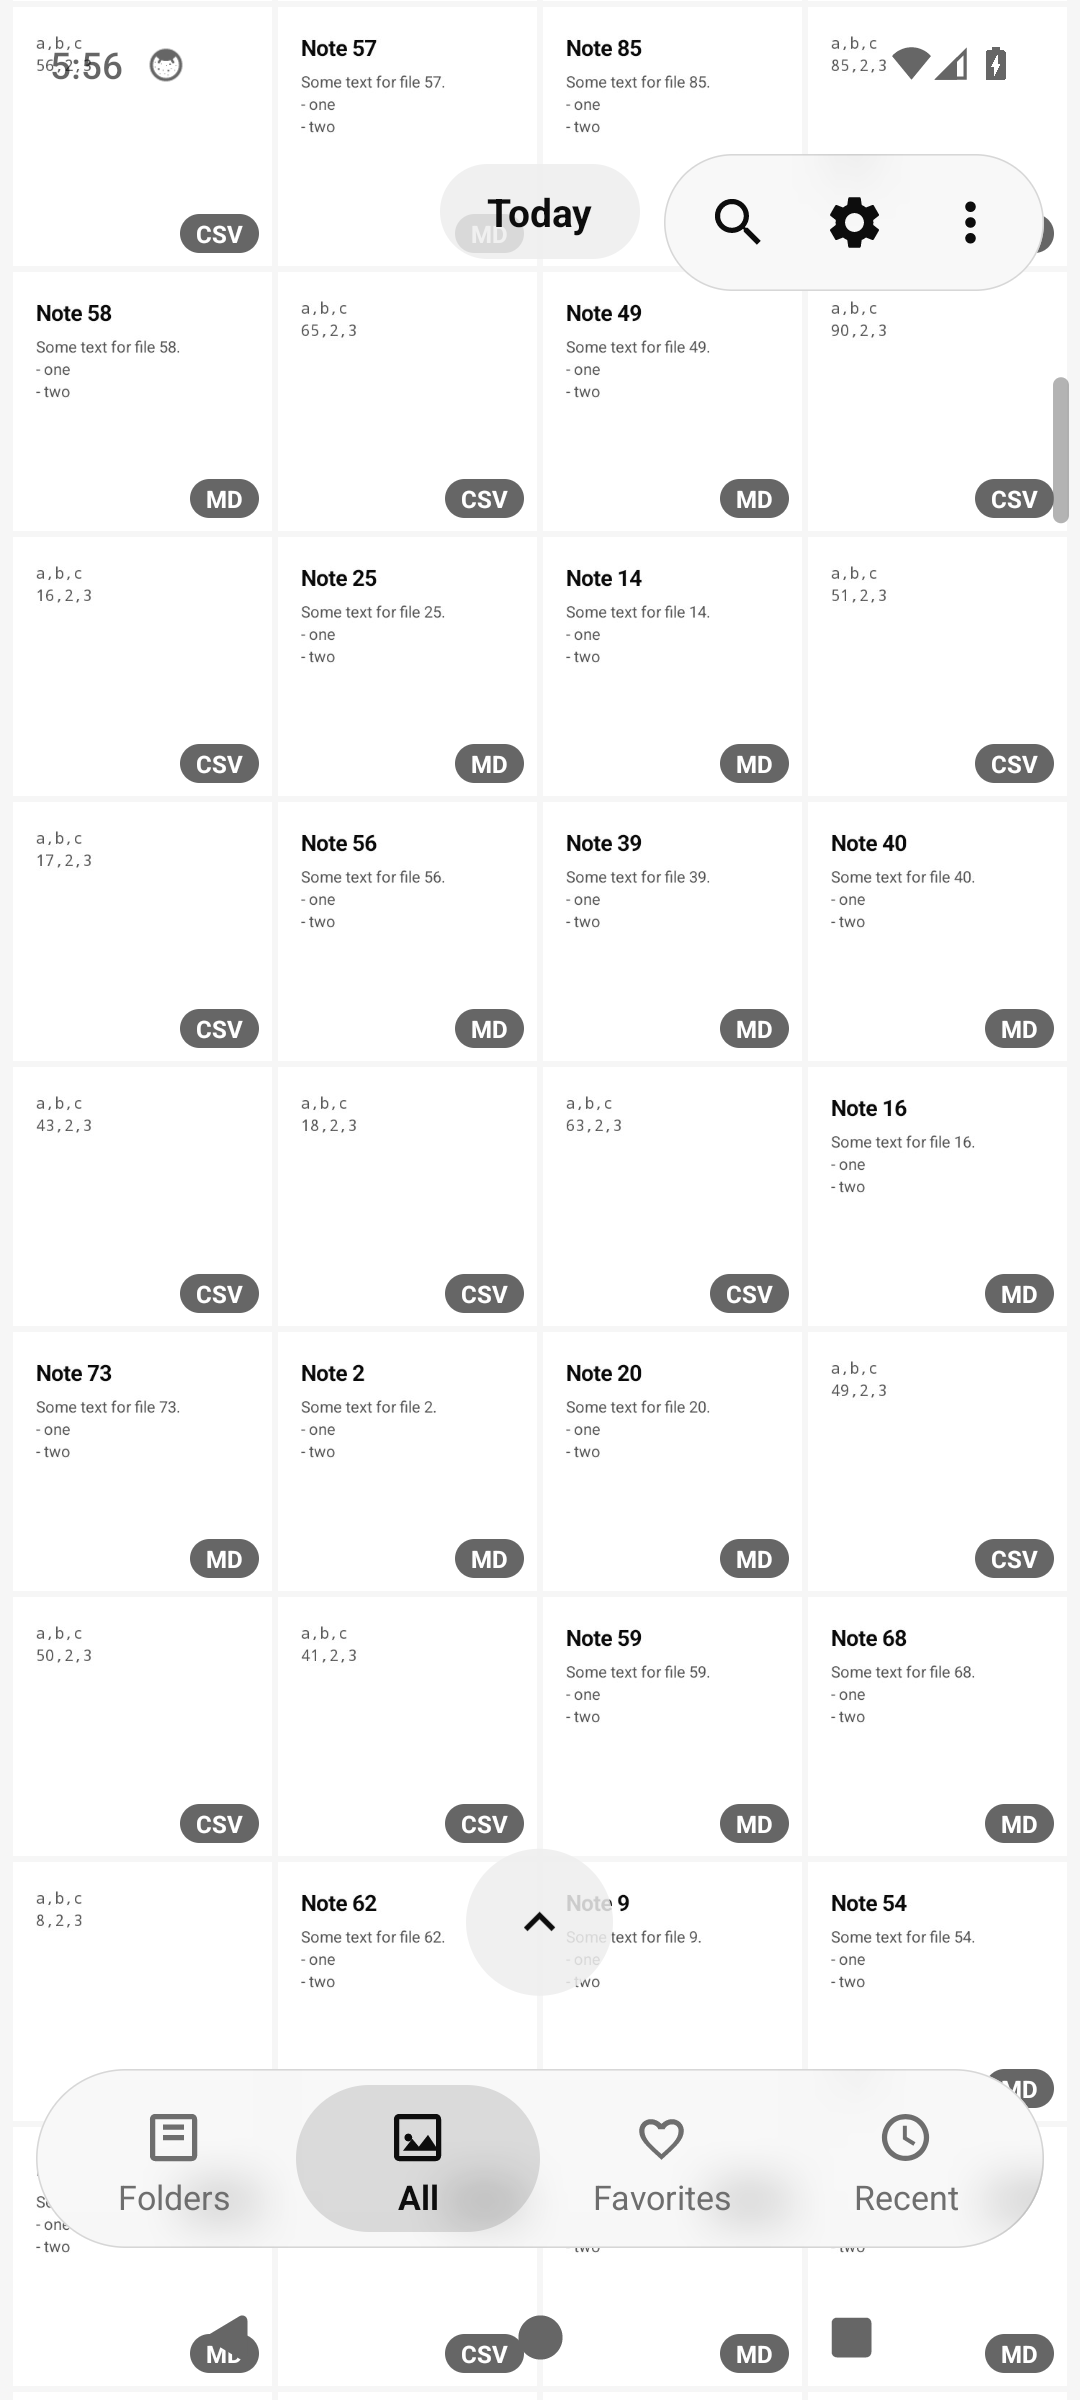 5:56
a,b,c
56,2,3
CSV
Note 57
Some text for file 57.
- one
- two
MD
Note 85
Some text for file 85.
- one
- two
a,b,c
85,2,3
Today
Note 58
Some text for file 58.
- one
- two
MD
a,b,c
65,2,3
CSV
Note 49
Some text for file 49.
- one
- two
MD
a,b,c
90,2,3
CSV
a,b,c
16,2,3
CSV
Note 25
Some text for file 25.
- one
- two
MD
Note 14
Some text for file 14.
- one
- two
MD
a,b,c
51,2,3
CSV
a,b,c
17,2,3
CSV
Note 56
Some text for file 56.
- one
- two
MD
Note 39
Some text for file 39.
- one
- two
MD
Note 40
Some text for file 40.
- one
- two
MD
a,b,c
43,2,3
CSV
a,b,c
18,2,3
CSV
a,b,c
63,2,3
CSV
Note 16
Some text for file 16.
- one
- two
MD
Note 73
Some text for file 73.
- one
- two
MD
Note 2
Some text for file 2.
- one
- two
MD
Note 20
Some text for file 20.
- one
- two
MD
a,b,c
49,2,3
CSV
a,b,c
50,2,3
CSV
a,b,c
41,2,3
CSV
Note 59
Some text for file 59.
- one
- two
MD
Note 68
Some text for file 68.
- one
- two
MD
a,b,c
8,2,3
Note 62
Some text for file 62.
- one
- two
Note 9
Some text for file 9.
- one
- two
Note 54
Some text for file 54.
- one
- two
MD
Folders
All
Favorites
Recent
- one
- two
MD
CSV
two
MD
two
MD